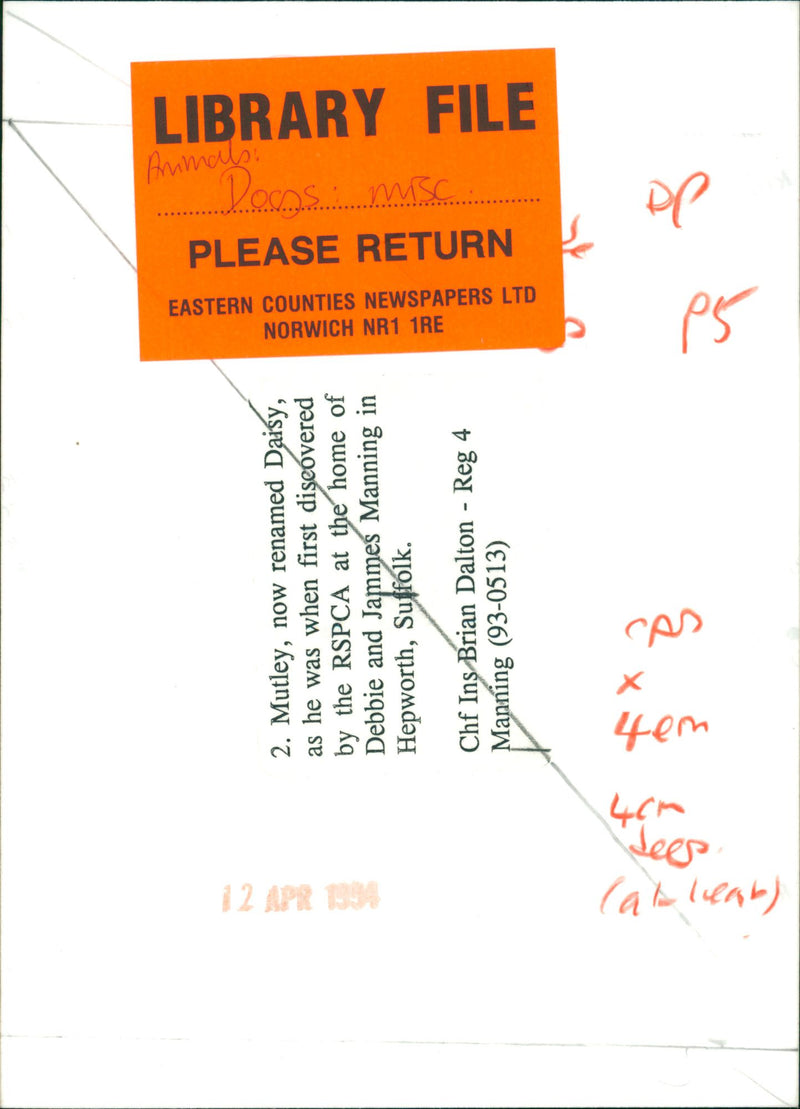 LIBRARY FILE
Animals:
Dogs: misc.
PLEASE RETURN
EASTERN COUNTIES NEWSPAPERS LTD
NORWICH NR1 1RE
DP
P5
2. Mutley, now renamed Daisy,
as he was when first discovered
by the RSPCA at the home of
Debbie and Jammes Manning in
Hepworth, Suffolk.
Chf Ins Brian Dalton - Reg 4
Manning (93-0513)
x
4cm
4cm
deep.
12 APR 1994